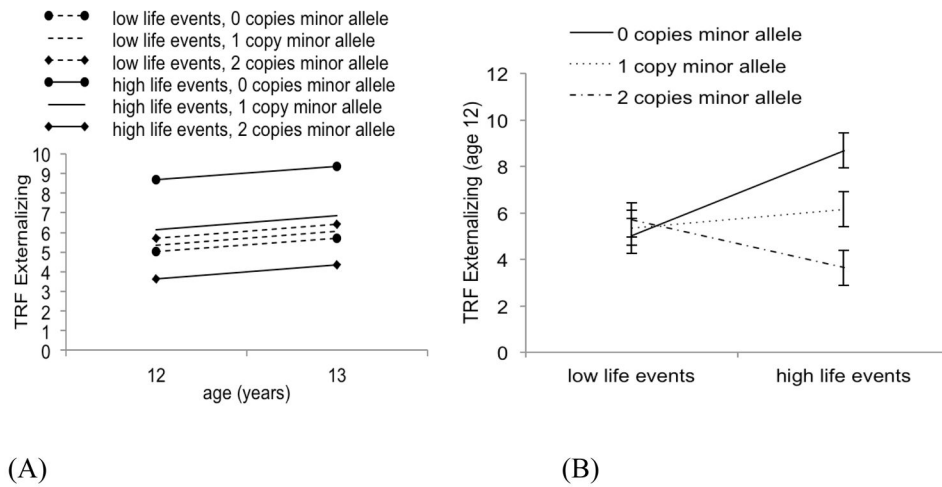 low life events, 0 copies minor allele
low life events, 1 copy minor allele
low life events, 2 copies minor allele
high life events, 0 copies minor allele
high life events, 1 copy minor allele
high life events, 2 copies minor allele
TRF Externalizing
10
9
8
7
6
5
4
3
2
1
0
12
13
age (years)
(A)
0 copies minor allele
1 copy minor allele
2 copies minor allele
TRF Externalizing (age 12)
12
10
8
6
4
2
0
low life events
high life events
(B)